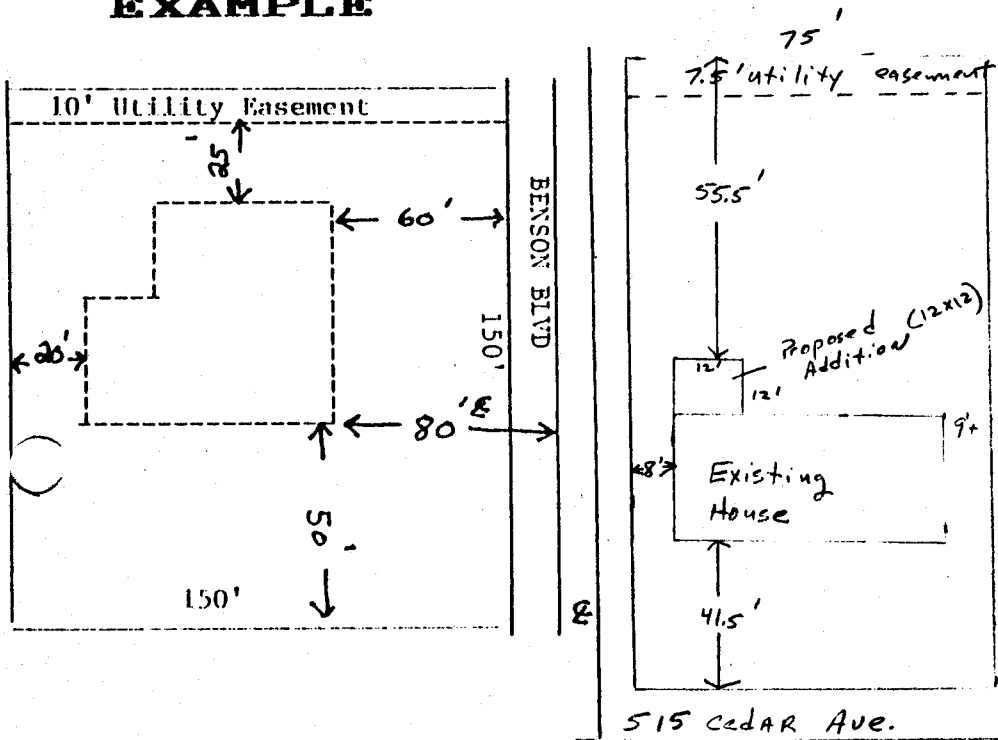 EXAMPLE
10' Utility Easement
25'
60'
BENSON BLVD
150'
20'
80' ℄
50'
150'
℄
75'
7.5' utility easement
55.5'
Proposed
Addition (12x12)
12'
12'
9'+
8'
Existing
House
41.5'
515 CedAR Ave.